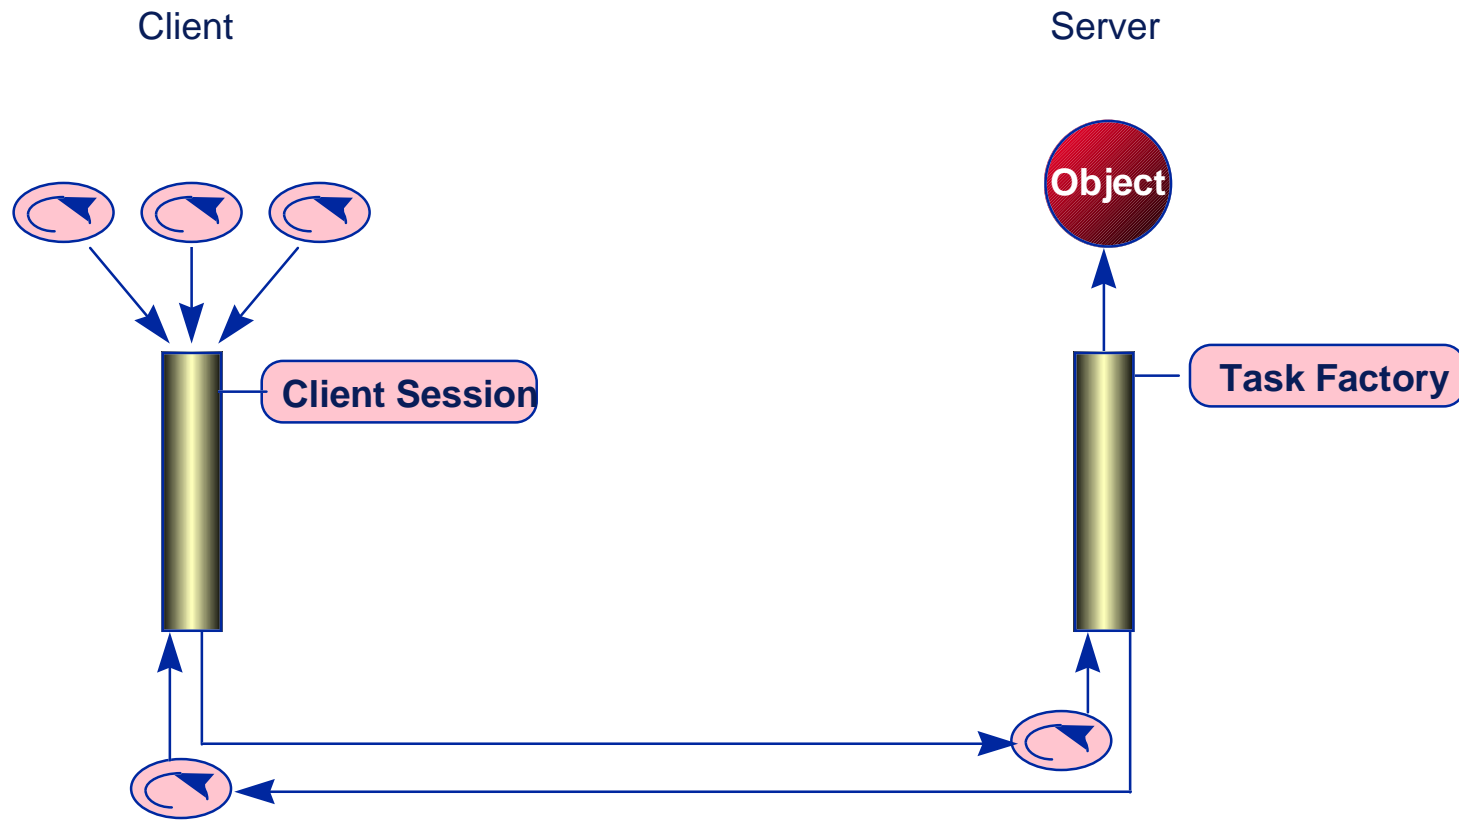 Client
Server
Object
Client Session
Task Factory